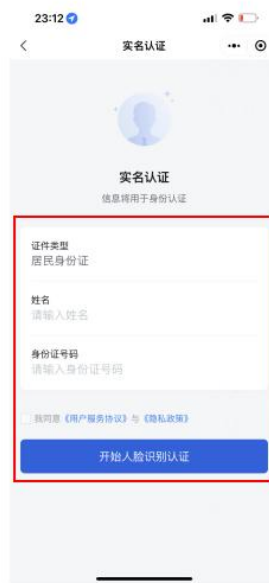 23:12
实名认证
实名认证
信息将用于身份认证
证件类型
居民身份证
姓名
请输入姓名
身份证号码
请输入身份证号码
我同意《用户服务协议》与《隐私政策》
开始人脸识别认证